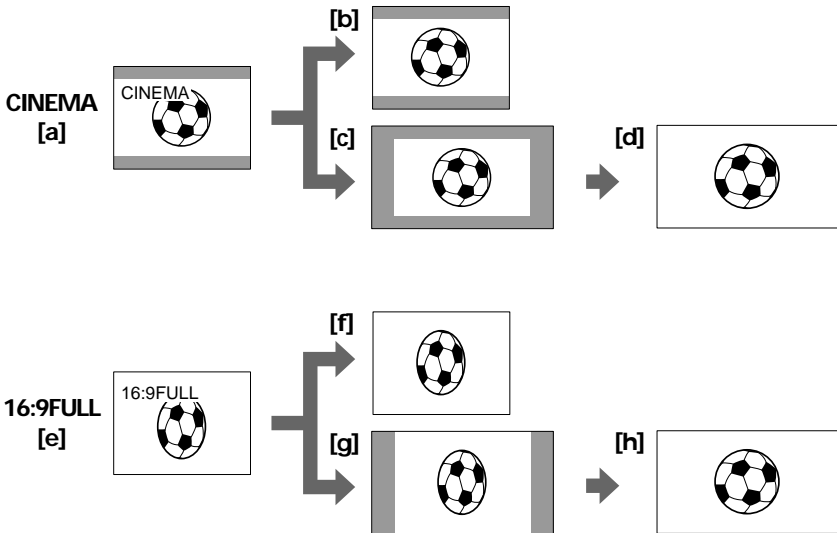 [b]
CINEMA
[a]
CINEMA
[c]
[d]
[f]
16:9FULL
[e]
16:9FULL
[g]
[h]